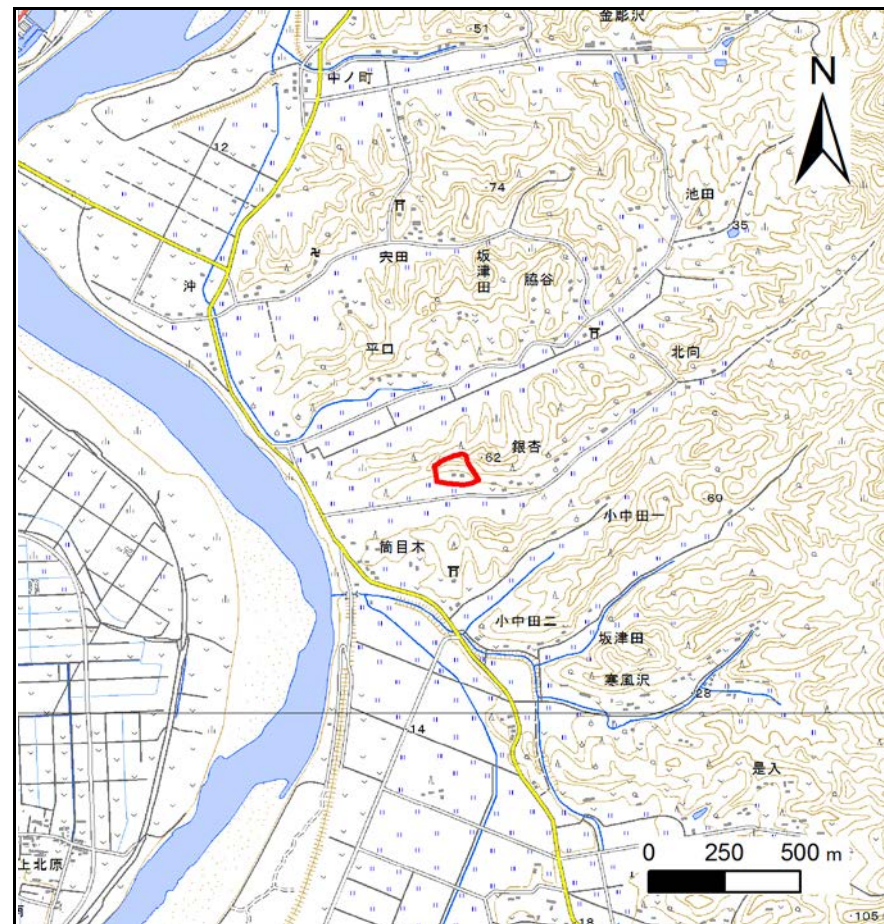 金彫沢
51
中ノ町
N
12
74
池田
35
坂津田
宍田
脇谷
沖
平口
北向
銀杏
62
69
小中田一
筒目木
小中田二
坂津田
寒風沢
28
14
是入
0 250 500 m
上北原
105
18